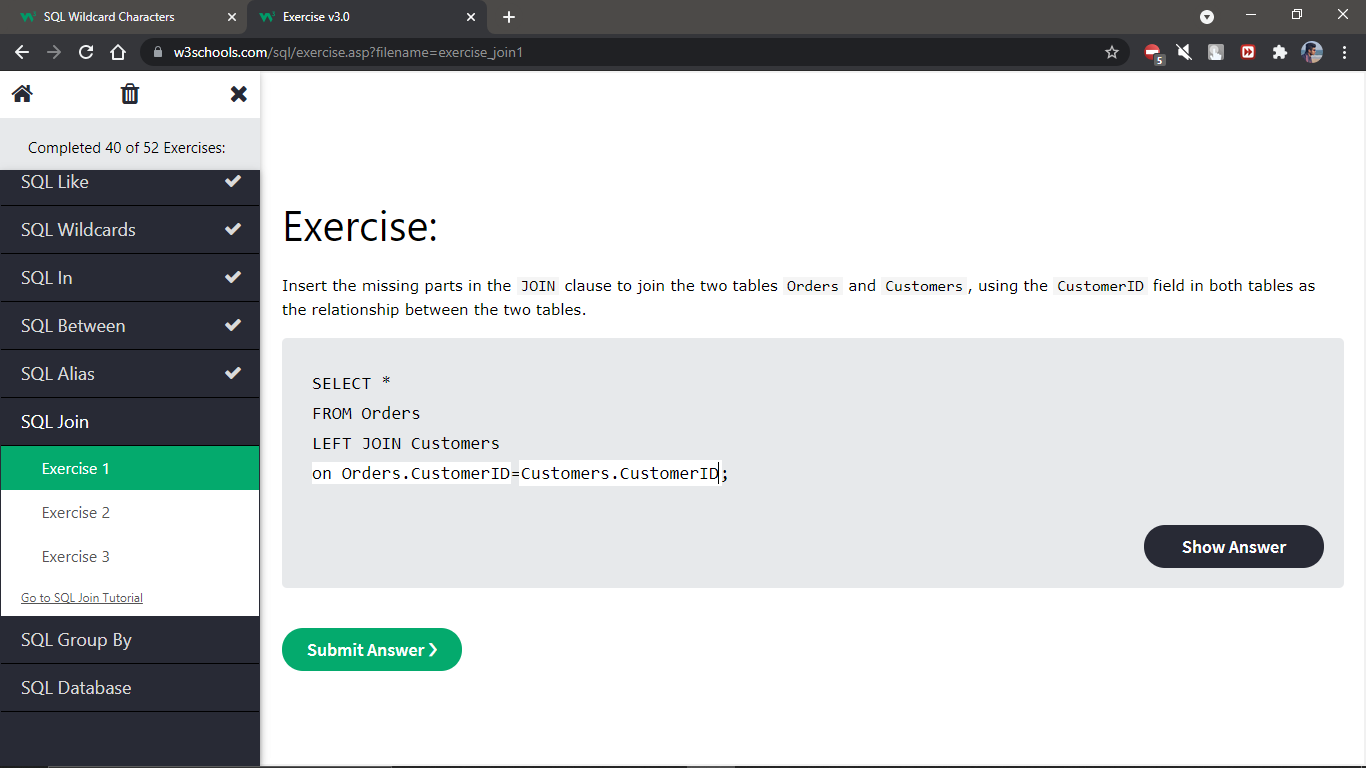 SQL Wildcard Characters
Exercise v3.0
w3schools.com/sql/exercise.asp?filename=exercise_join1
5
Completed 40 of 52 Exercises:
SQL Like
SQL Wildcards
SQL In
SQL Between
SQL Alias
SQL Join
Exercise 1
Exercise 2
Exercise 3
Go to SQL Join Tutorial
SQL Group By
SQL Database
Exercise:
Insert the missing parts in the JOIN clause to join the two tables Orders and Customers, using the CustomerID field in both tables as
the relationship between the two tables.
SELECT *
FROM Orders
LEFT JOIN Customers
on Orders.CustomerID=Customers.CustomerID;
Show Answer
Submit Answer ❯